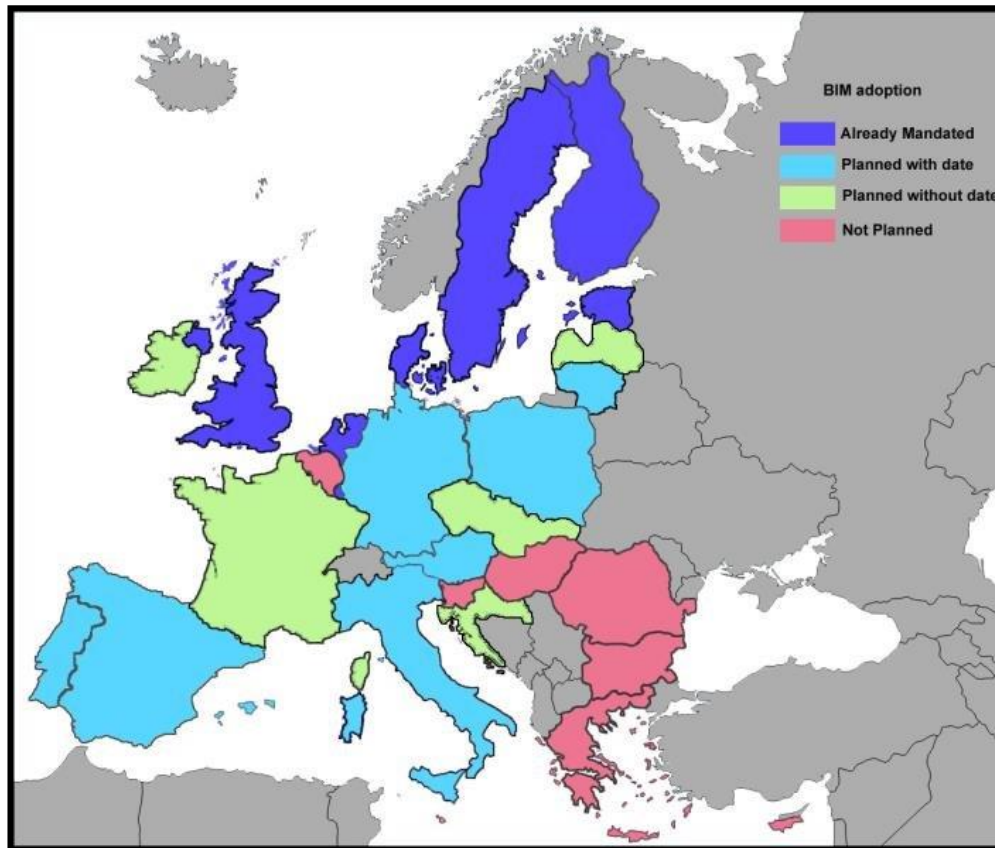 BIM adoption
Already Mandated
Planned with date
Planned without date
Not Planned